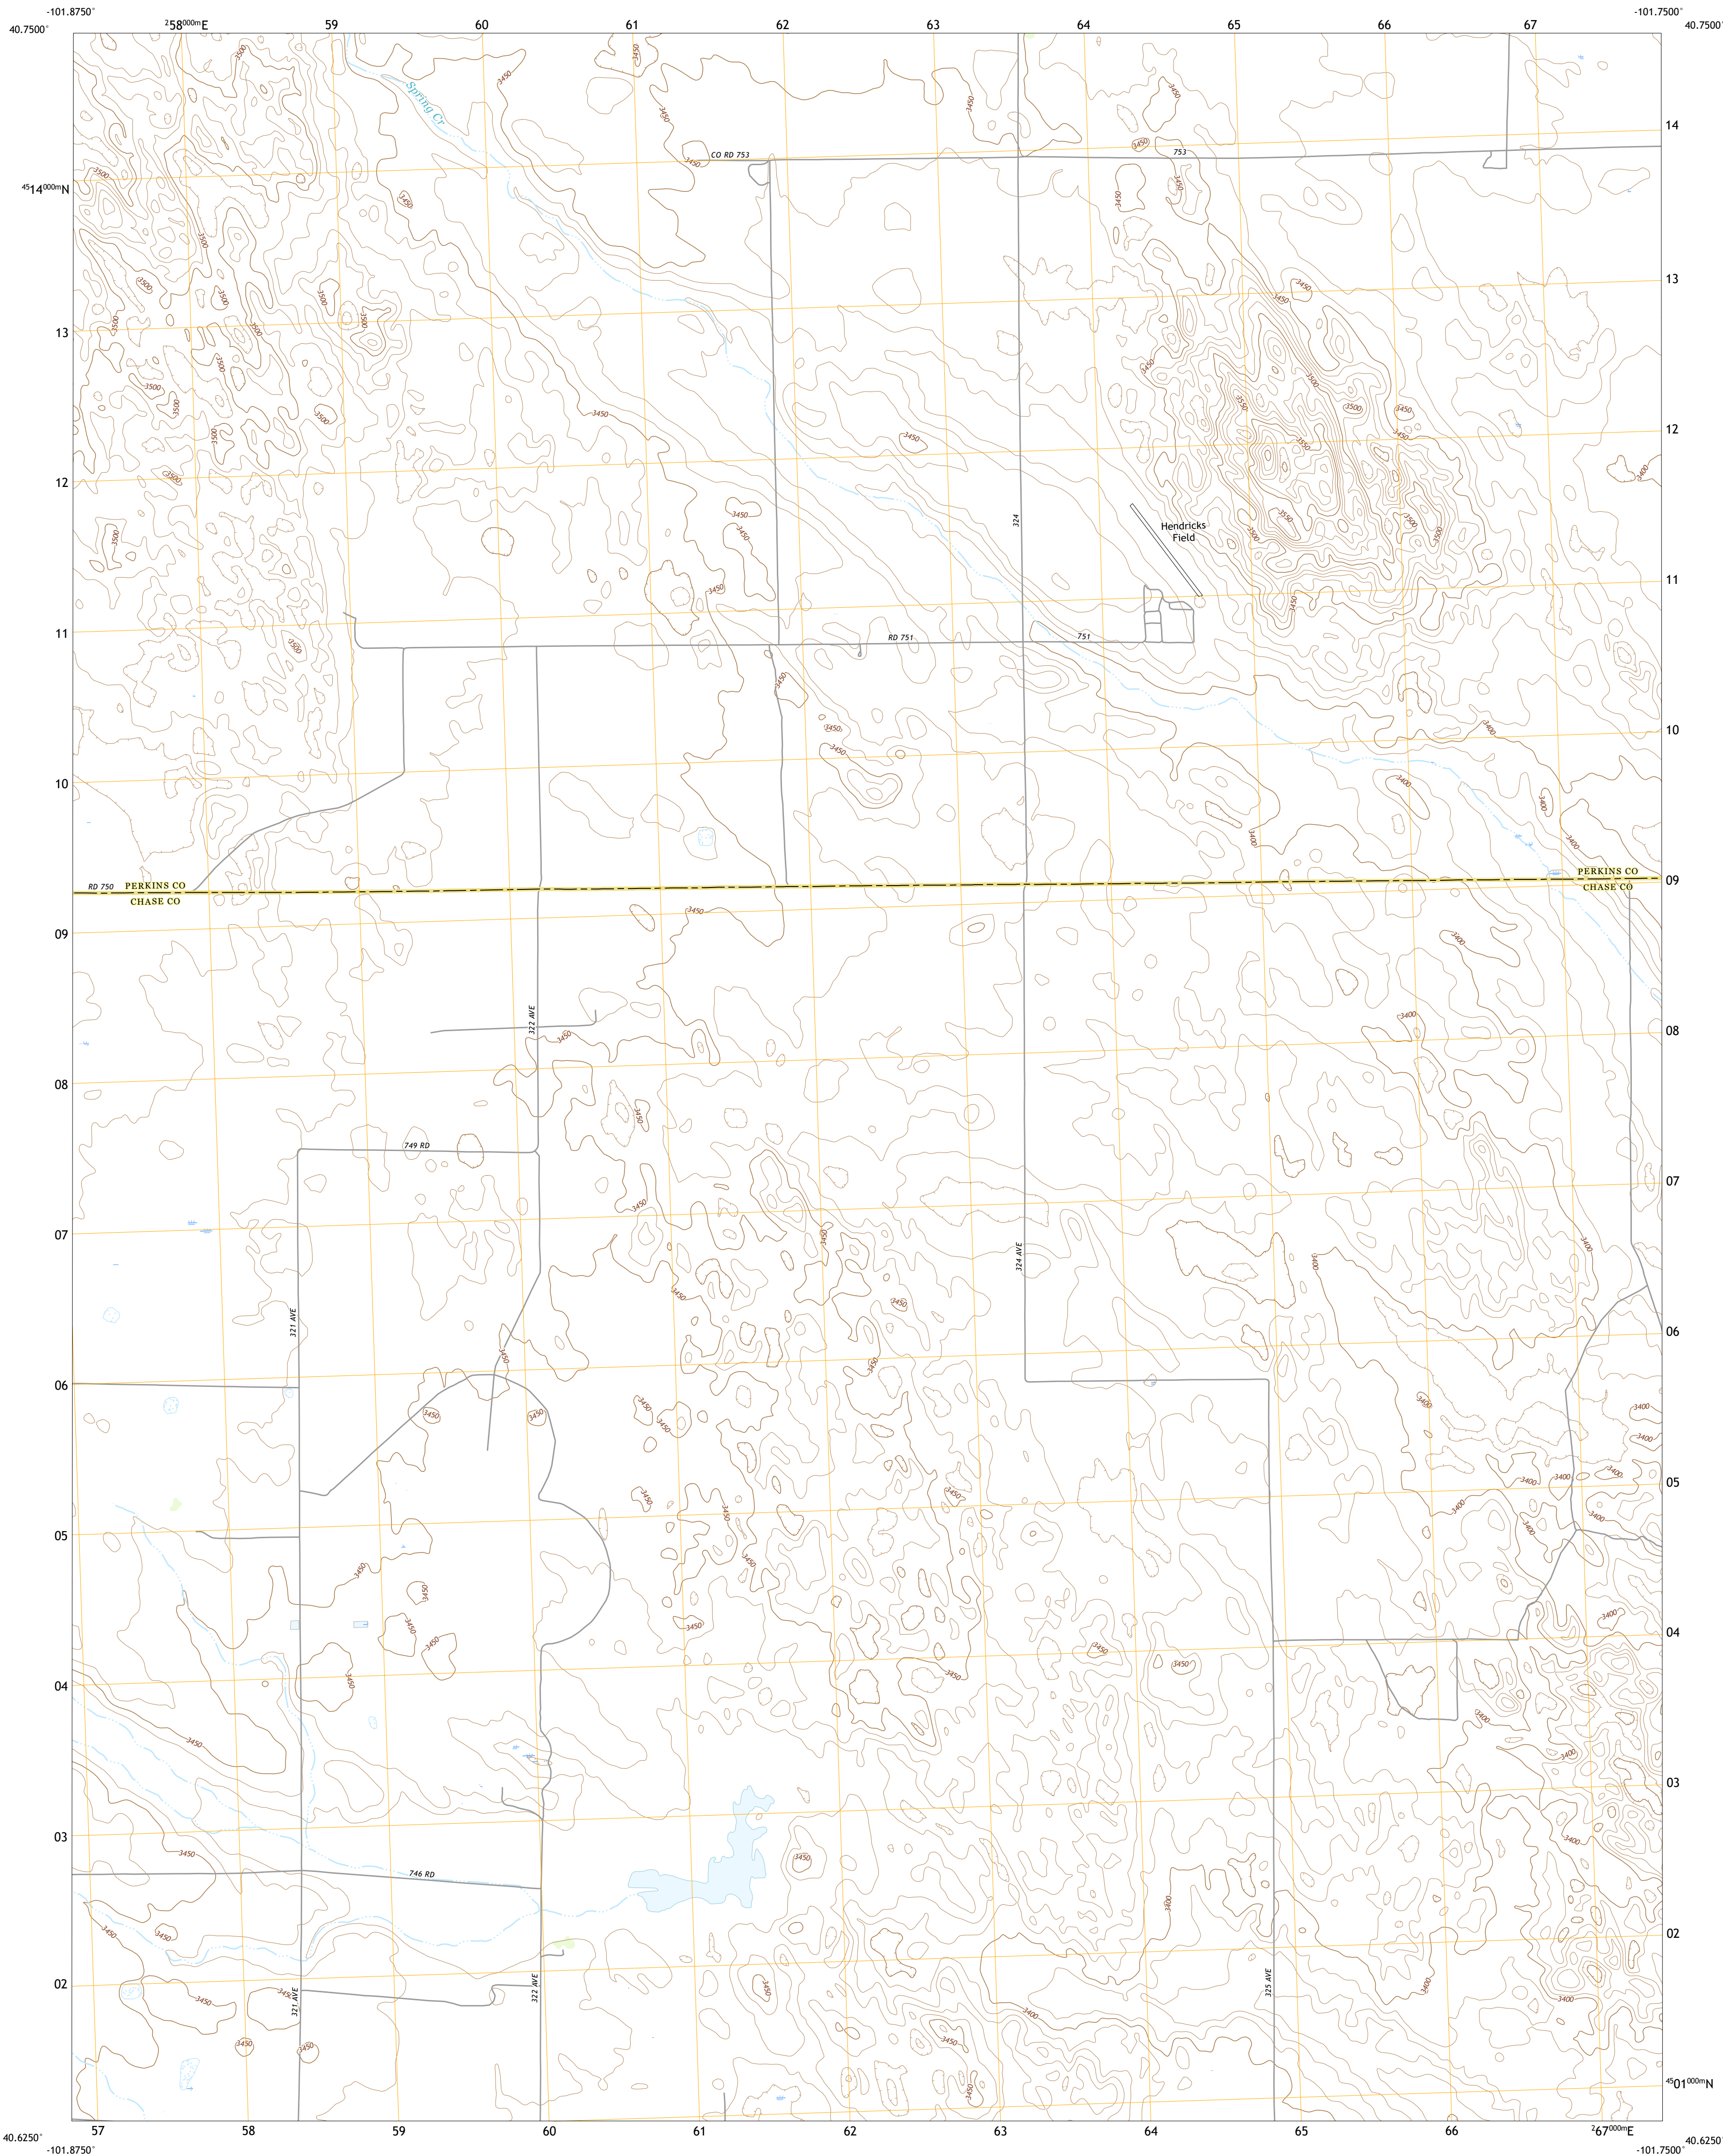 -101.8750° -101.7500°
40.7500° ²58⁰⁰⁰ᵐE 59 60 61 62 63 64 65 66 67 40.7500°
Spring Cr
14
CO RD 753 753
⁴⁵14⁰⁰⁰ᵐN
13
13
12
12
324
Hendricks
Field
11
11
RD 751 751
10
10
RD 750 PERKINS CO PERKINS CO
CHASE CO CHASE CO
09
09
322 AVE
08
08
749 RD
07
07
324 AVE
321 AVE
06
06
05
05
04
04
03
03
746 RD
02
02
321 AVE 322 AVE 325 AVE
⁴⁵01⁰⁰⁰ᵐN
57 58 59 60 61 62 63 64 65 66 ²67⁰⁰⁰ᵐE
40.6250° 40.6250°
-101.8750° -101.7500°
3500
3450
3550
3400